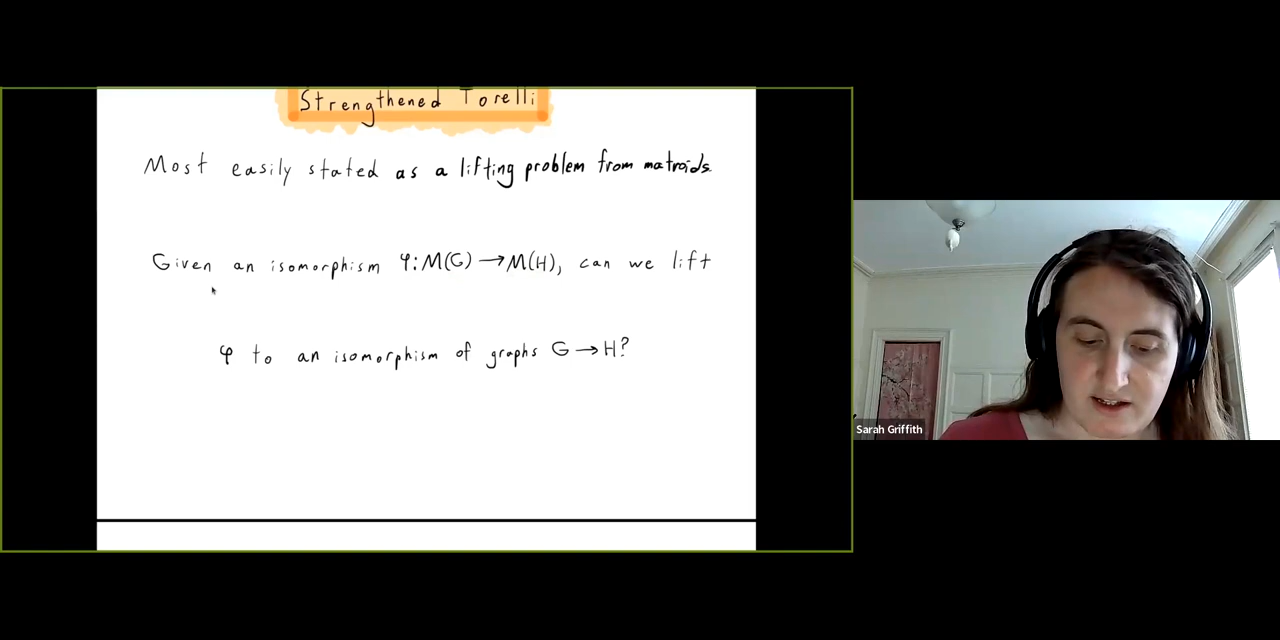 Strengthened Torelli
Most easily stated as a lifting problem from matroids.
Given an isomorphism φ: M(G) → M(H), can we lift
φ to an isomorphism of graphs G → H?
Sarah Griffith